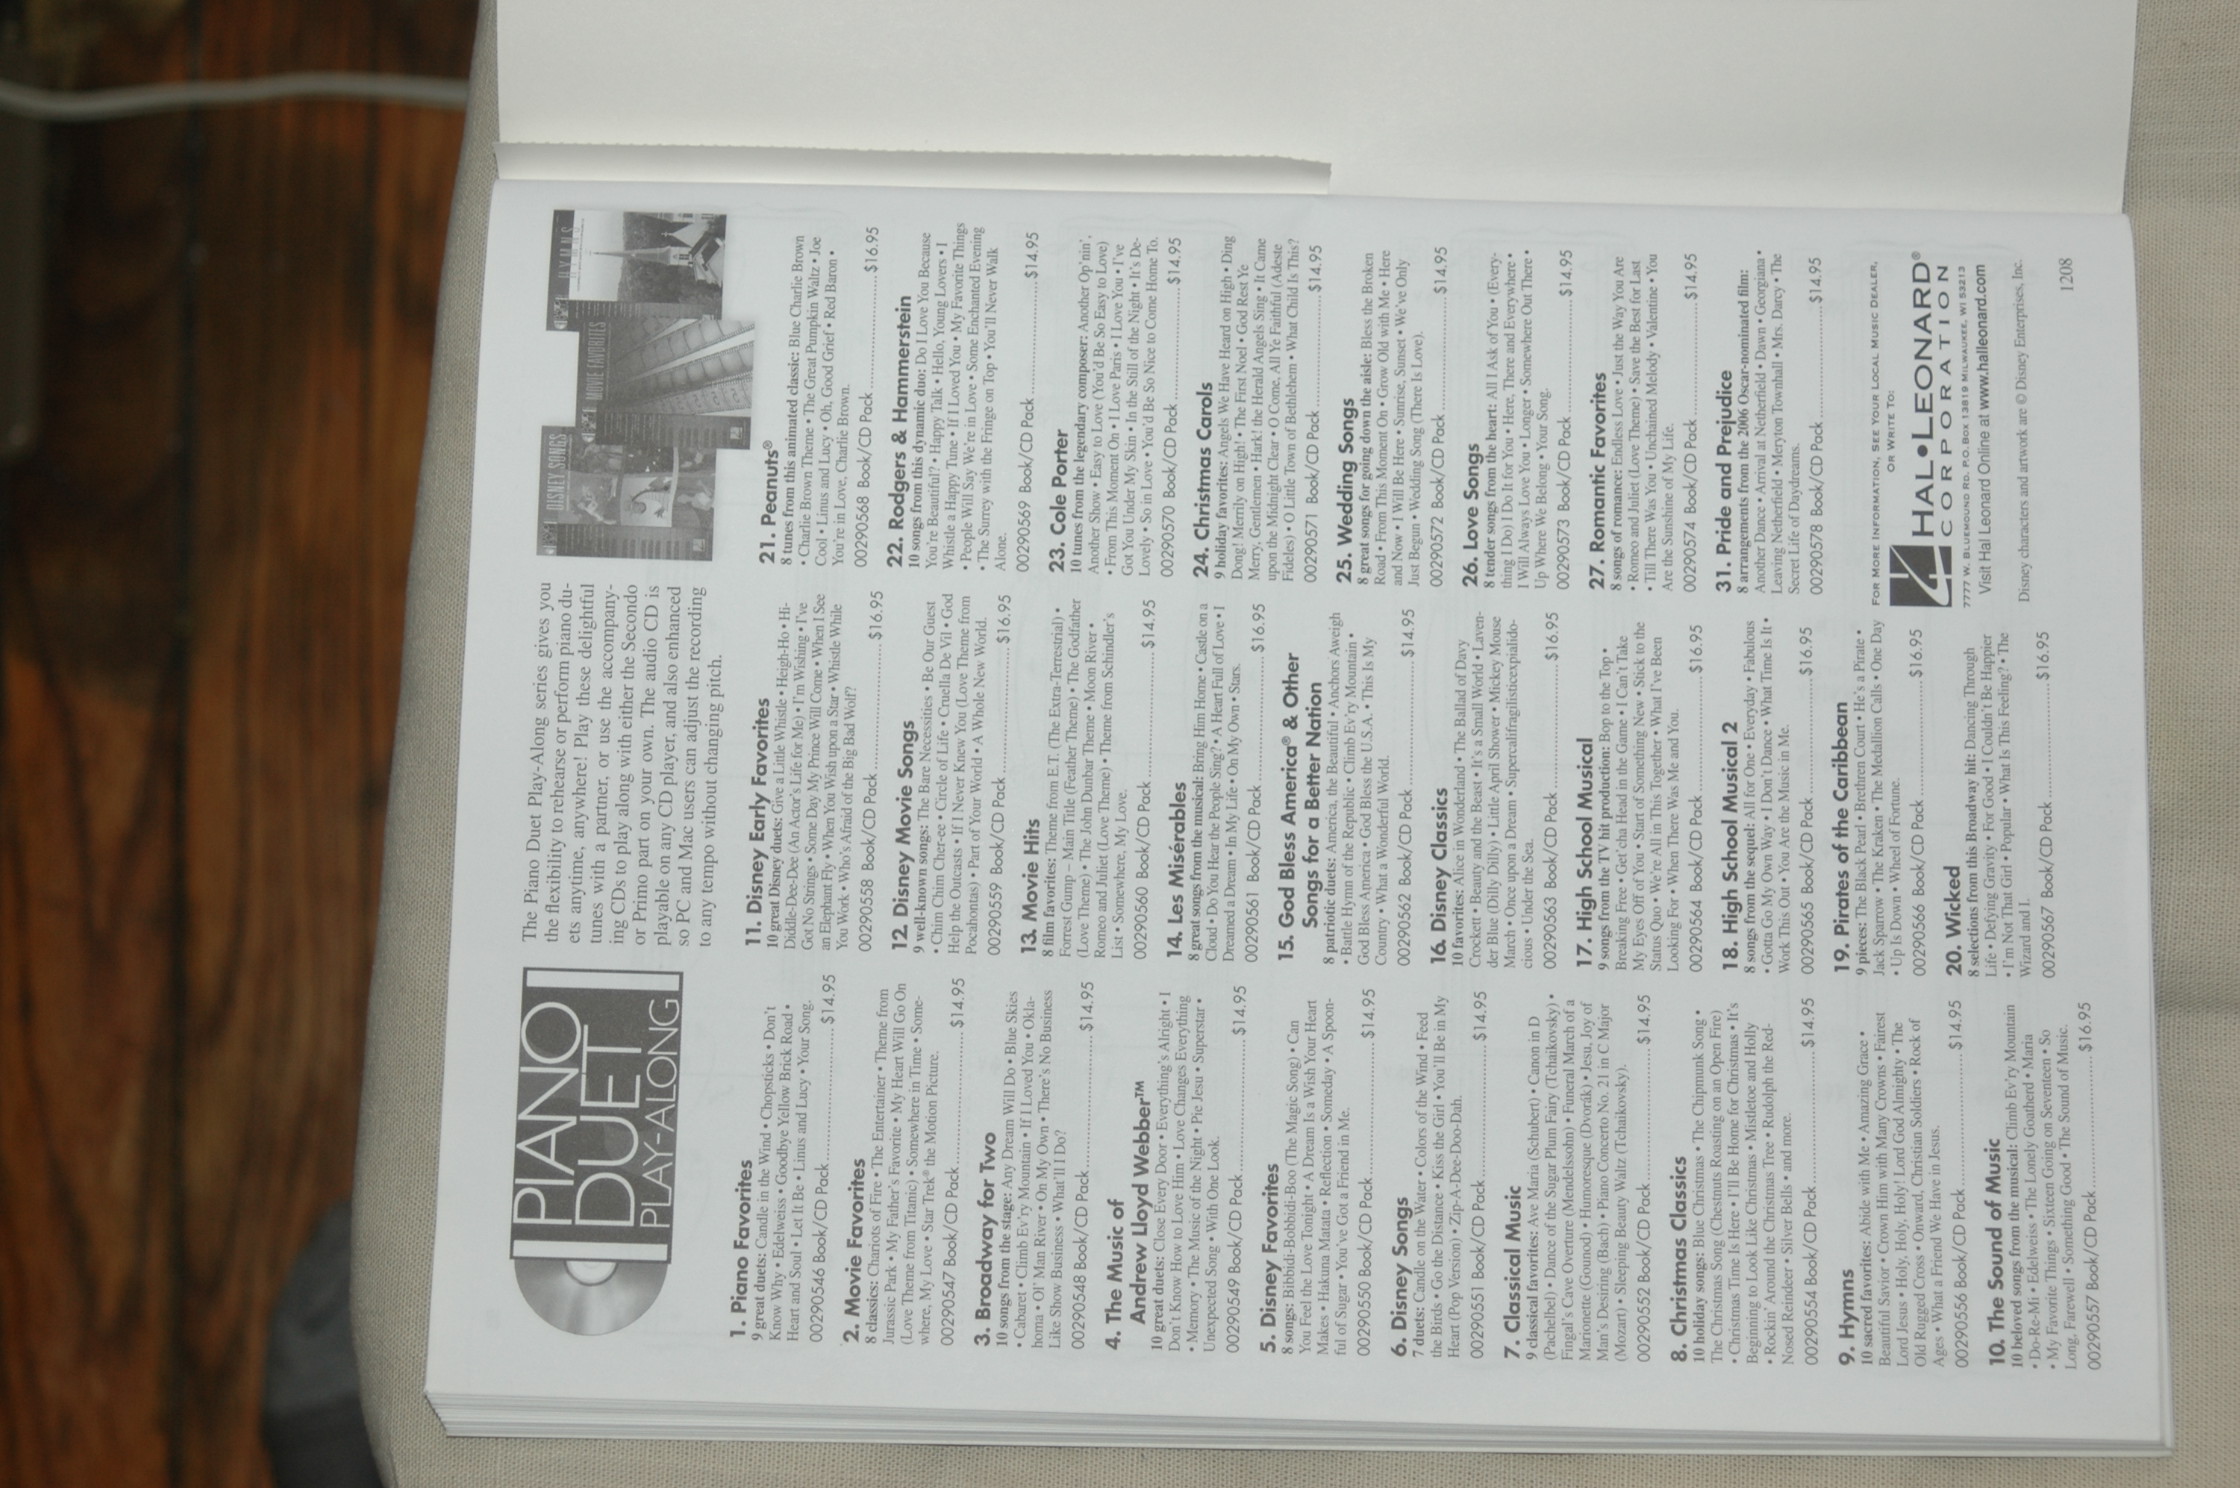 PIANO
DUET
PLAY-ALONG
The Piano Duet Play-Along series gives you
the flexibility to rehearse or perform piano du-
ets anytime, anywhere! Play these delightful
tunes with a partner, or use the accompany-
ing CDs to play along with either the Secondo
or Primo part on your own. The audio CD is
playable on any CD player, and also enhanced
so PC and Mac users can adjust the recording
to any tempo without changing pitch.
DISNEY SONGS
MOVIE FAVORITES
HYMNS
1. Piano Favorites
9 great duets: Candle in the Wind • Chopsticks • Don't
Know Why • Edelweiss • Goodbye Yellow Brick Road •
Heart and Soul • Let It Be • Linus and Lucy • Your Song.
00290546 Book/CD Pack ........................ $14.95
2. Movie Favorites
8 classics: Chariots of Fire • The Entertainer • Theme from
Jurassic Park • My Father's Favorite • My Heart Will Go On
(Love Theme from Titanic) • Somewhere in Time • Some-
where, My Love • Star Trek® the Motion Picture.
00290547 Book/CD Pack ........................ $14.95
3. Broadway for Two
10 songs from the stage: Any Dream Will Do • Blue Skies
• Cabaret • Climb Ev'ry Mountain • If I Loved You • Okla-
homa • Ol' Man River • On My Own • There's No Business
Like Show Business • What'll I Do?
00290548 Book/CD Pack ........................ $14.95
4. The Music of
Andrew Lloyd Webber™
10 great duets: Close Every Door • Everything's Alright • I
Don't Know How to Love Him • Love Changes Everything
• Memory • The Music of the Night • Pie Jesu • Superstar •
Unexpected Song • With One Look.
00290549 Book/CD Pack ........................ $14.95
5. Disney Favorites
8 songs: Bibbidi-Bobbidi-Boo (The Magic Song) • Can
You Feel the Love Tonight • A Dream Is a Wish Your Heart
Makes • Hakuna Matata • Reflection • Someday • A Spoon-
ful of Sugar • You've Got a Friend in Me.
00290550 Book/CD Pack ........................ $14.95
6. Disney Songs
7 duets: Candle on the Water • Colors of the Wind • Feed
the Birds • Go the Distance • Kiss the Girl • You'll Be in My
Heart (Pop Version) • Zip-A-Dee-Doo-Dah.
00290551 Book/CD Pack ........................ $14.95
7. Classical Music
9 classical favorites: Ave Maria (Schubert) • Canon in D
(Pachelbel) • Dance of the Sugar Plum Fairy (Tchaikovsky) •
Fingal's Cave Overture (Mendelssohn) • Funeral March of a
Marionette (Gounod) • Humoresque (Dvorák) • Jesu, Joy of
Man's Desiring (Bach) • Piano Concerto No. 21 in C Major
(Mozart) • Sleeping Beauty Waltz (Tchaikovsky).
00290552 Book/CD Pack ........................ $14.95
8. Christmas Classics
10 holiday songs: Blue Christmas • The Chipmunk Song •
The Christmas Song (Chestnuts Roasting on an Open Fire)
• Christmas Time Is Here • I'll Be Home for Christmas • It's
Beginning to Look Like Christmas • Mistletoe and Holly
• Rockin' Around the Christmas Tree • Rudolph the Red-
Nosed Reindeer • Silver Bells • and more.
00290554 Book/CD Pack ........................ $14.95
9. Hymns
10 sacred favorites: Abide with Me • Amazing Grace •
Beautiful Savior • Crown Him with Many Crowns • Fairest
Lord Jesus • Holy, Holy, Holy! Lord God Almighty • The
Old Rugged Cross • Onward, Christian Soldiers • Rock of
Ages • What a Friend We Have in Jesus.
00290556 Book/CD Pack ........................ $14.95
10. The Sound of Music
10 beloved songs from the musical: Climb Ev'ry Mountain
• Do-Re-Mi • Edelweiss • The Lonely Goatherd • Maria
• My Favorite Things • Sixteen Going on Seventeen • So
Long, Farewell • Something Good • The Sound of Music.
00290557 Book/CD Pack ........................ $16.95
11. Disney Early Favorites
10 great Disney duets: Give a Little Whistle • Heigh-Ho • Hi-
Diddle-Dee-Dee (An Actor's Life for Me) • I'm Wishing • I've
Got No Strings • Some Day My Prince Will Come • When I See
an Elephant Fly • When You Wish upon a Star • Whistle While
You Work • Who's Afraid of the Big Bad Wolf?
00290558 Book/CD Pack ........................ $16.95
12. Disney Movie Songs
9 well-known songs: The Bare Necessities • Be Our Guest
• Chim Chim Cher-ee • Circle of Life • Cruella De Vil • God
Help the Outcasts • If I Never Knew You (Love Theme from
Pocahontas) • Part of Your World • A Whole New World.
00290559 Book/CD Pack ........................ $16.95
13. Movie Hits
8 film favorites: Theme from E.T. (The Extra-Terrestrial) •
Forrest Gump – Main Title (Feather Theme) • The Godfather
(Love Theme) • The John Dunbar Theme • Moon River •
Romeo and Juliet (Love Theme) • Theme from Schindler's
List • Somewhere, My Love.
00290560 Book/CD Pack ........................ $14.95
14. Les Misérables
8 great songs from the musical: Bring Him Home • Castle on a
Cloud • Do You Hear the People Sing? • A Heart Full of Love • I
Dreamed a Dream • In My Life • On My Own • Stars.
00290561 Book/CD Pack ........................ $16.95
15. God Bless America® & Other
Songs for a Better Nation
8 patriotic duets: America, the Beautiful • Anchors Aweigh
• Battle Hymn of the Republic • Climb Ev'ry Mountain •
God Bless America • God Bless the U.S.A. • This Is My
Country • What a Wonderful World.
00290562 Book/CD Pack ........................ $14.95
16. Disney Classics
10 favorites: Alice in Wonderland • The Ballad of Davy
Crockett • Beauty and the Beast • It's a Small World • Laven-
der Blue (Dilly Dilly) • Little April Shower • Mickey Mouse
March • Once upon a Dream • Supercalifragilisticexpialido-
cious • Under the Sea.
00290563 Book/CD Pack ........................ $16.95
17. High School Musical
9 songs from the TV hit production: Bop to the Top •
Breaking Free • Get'cha Head in the Game • I Can't Take
My Eyes Off of You • Start of Something New • Stick to the
Status Quo • We're All in This Together • What I've Been
Looking For • When There Was Me and You.
00290564 Book/CD Pack ........................ $16.95
18. High School Musical 2
8 songs from the sequel: All for One • Everyday • Fabulous
• Gotta Go My Own Way • I Don't Dance • What Time Is It •
Work This Out • You Are the Music in Me.
00290565 Book/CD Pack ........................ $16.95
19. Pirates of the Caribbean
9 pieces: The Black Pearl • Brethren Court • He's a Pirate •
Jack Sparrow • The Kraken • The Medallion Calls • One Day
• Up Is Down • Wheel of Fortune.
00290566 Book/CD Pack ........................ $16.95
20. Wicked
8 selections from this Broadway hit: Dancing Through
Life • Defying Gravity • For Good • I Couldn't Be Happier
• I'm Not That Girl • Popular • What Is This Feeling? • The
Wizard and I.
00290567 Book/CD Pack ........................ $16.95
21. Peanuts®
8 tunes from this animated classic: Blue Charlie Brown
• Charlie Brown Theme • The Great Pumpkin Waltz • Joe
Cool • Linus and Lucy • Oh, Good Grief • Red Baron •
You're in Love, Charlie Brown.
00290568 Book/CD Pack ........................ $16.95
22. Rodgers & Hammerstein
10 songs from this dynamic duo: Do I Love You Because
You're Beautiful? • Happy Talk • Hello, Young Lovers • I
Whistle a Happy Tune • If I Loved You • My Favorite Things
• People Will Say We're in Love • Some Enchanted Evening
• The Surrey with the Fringe on Top • You'll Never Walk
Alone.
00290569 Book/CD Pack ........................ $14.95
23. Cole Porter
10 tunes from the legendary composer: Another Op'nin',
Another Show • Easy to Love (You'd Be So Easy to Love)
• From This Moment On • I Love Paris • I Love You • I've
Got You Under My Skin • In the Still of the Night • It's De-
Lovely • So in Love • You'd Be So Nice to Come Home To.
00290570 Book/CD Pack ........................ $14.95
24. Christmas Carols
9 holiday favorites: Angels We Have Heard on High • Ding
Dong! Merrily on High! • The First Noel • God Rest Ye
Merry, Gentlemen • Hark! the Herald Angels Sing • It Came
upon the Midnight Clear • O Come, All Ye Faithful (Adeste
Fideles) • O Little Town of Bethlehem • What Child Is This?
00290571 Book/CD Pack ........................ $14.95
25. Wedding Songs
8 great songs for going down the aisle: Bless the Broken
Road • From This Moment On • Grow Old with Me • Here
and Now • I Will Be Here • Sunrise, Sunset • We've Only
Just Begun • Wedding Song (There Is Love).
00290572 Book/CD Pack ........................ $14.95
26. Love Songs
8 tender songs from the heart: All I Ask of You • (Every-
thing I Do) I Do It for You • Here, There and Everywhere •
I Will Always Love You • Longer • Somewhere Out There •
Up Where We Belong • Your Song.
00290573 Book/CD Pack ........................ $14.95
27. Romantic Favorites
8 songs of romance: Endless Love • Just the Way You Are
• Romeo and Juliet (Love Theme) • Save the Best for Last
• Till There Was You • Unchained Melody • Valentine • You
Are the Sunshine of My Life.
00290574 Book/CD Pack ........................ $14.95
31. Pride and Prejudice
8 arrangements from the 2006 Oscar-nominated film:
Another Dance • Arrival at Netherfield • Dawn • Georgiana •
Leaving Netherfield • Meryton Townhall • Mrs. Darcy • The
Secret Life of Daydreams.
00290578 Book/CD Pack ........................ $14.95
FOR MORE INFORMATION, SEE YOUR LOCAL MUSIC DEALER,
OR WRITE TO:
HAL•LEONARD®
CORPORATION
7777 W. BLUEMOUND RD. P.O. BOX 13819 MILWAUKEE, WI 53213
Visit Hal Leonard Online at www.halleonard.com
Disney characters and artwork are © Disney Enterprises, Inc.
1208